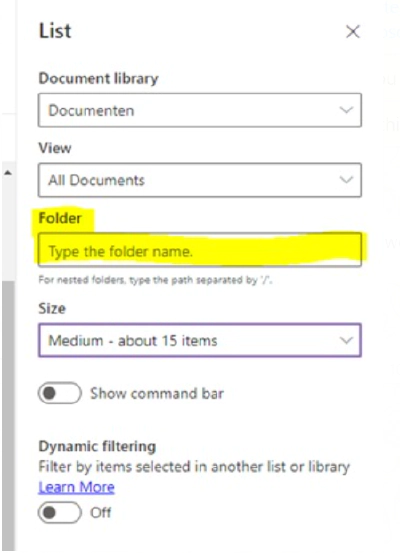 List
Document library
Documenten
View
All Documents
Folder
Type the folder name.
For nested folders, type the path separated by '/'.
Size
Medium - about 15 items
Show command bar
Dynamic filtering
Filter by items selected in another list or library
Learn More
Off